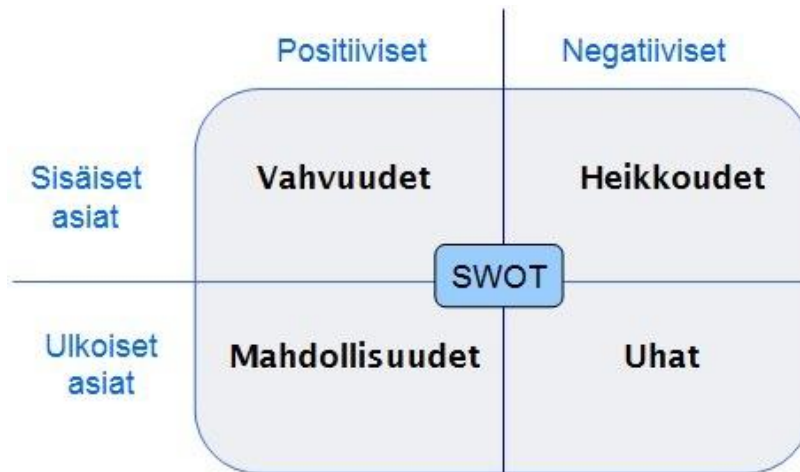 Positiiviset
Negatiiviset
Sisäiset
asiat
Vahvuudet
Heikkoudet
SWOT
Ulkoiset
asiat
Mahdollisuudet
Uhat